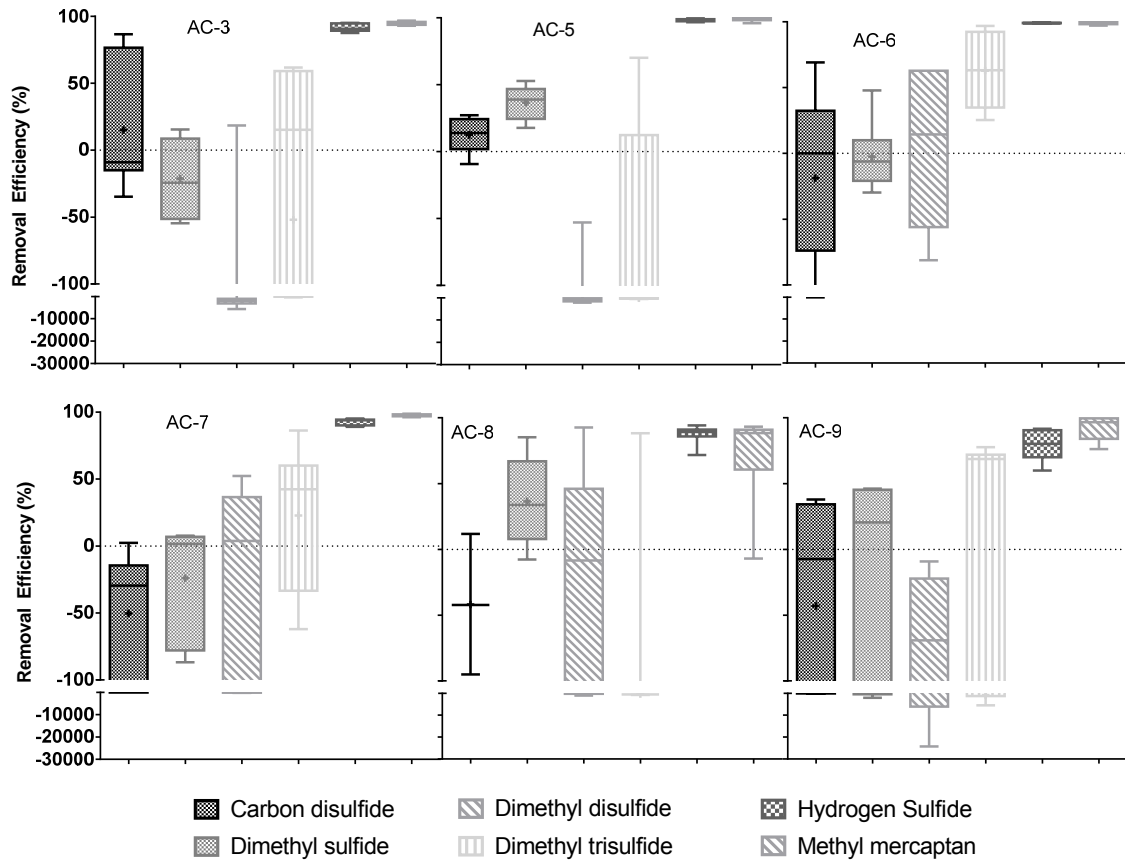 AC-3
AC-5
AC-6
Removal Efficiency (%)
100
50
0
-50
-100
-10000
-20000
-30000
AC-7
AC-8
AC-9
Removal Efficiency (%)
100
50
0
-50
-100
-10000
-20000
-30000
Carbon disulfide
Dimethyl disulfide
Hydrogen Sulfide
Dimethyl sulfide
Dimethyl trisulfide
Methyl mercaptan